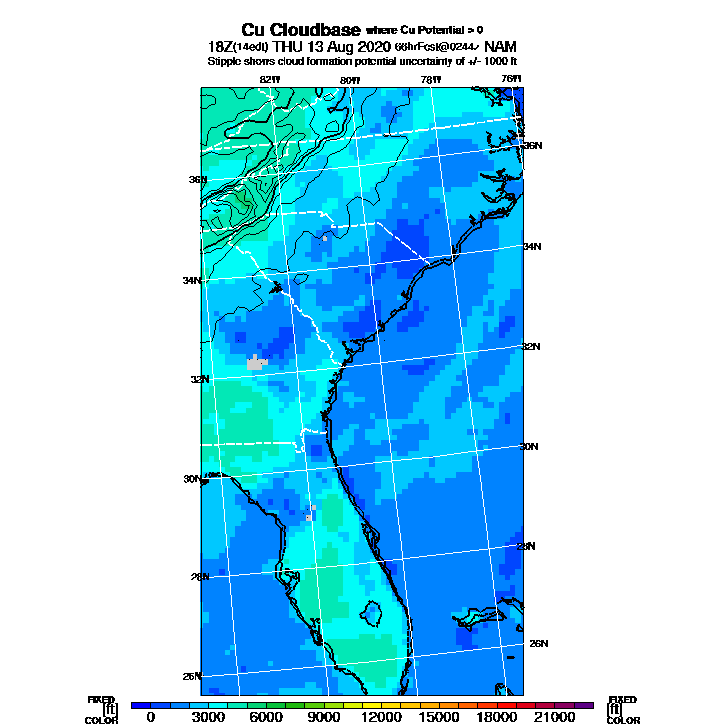 Cu Cloudbase where Cu Potential > 0
18Z(14edt) THU 13 Aug 2020 66hrFcst@0244z NAM
Stipple shows cloud formation potential uncertainty of +/- 1000 ft
82W 80W 78W 76W
36N
36N
34N
34N
32N
32N
30N
30N
28N
28N
26N
26N
FIXED FIXED
[ft] [ft]
COLOR COLOR
0 3000 6000 9000 12000 15000 18000 21000